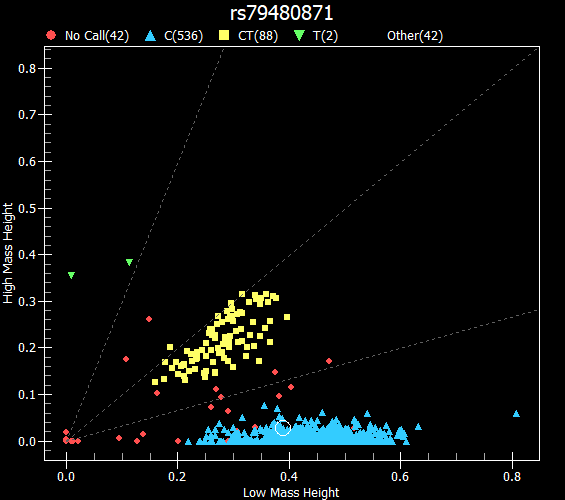 rs79480871
No Call(42) C(536) CT(88) T(2) Other(42)
High Mass Height
0.8
0.7
0.6
0.5
0.4
0.3
0.2
0.1
0.0
0.0 0.2 0.4 0.6 0.8
Low Mass Height